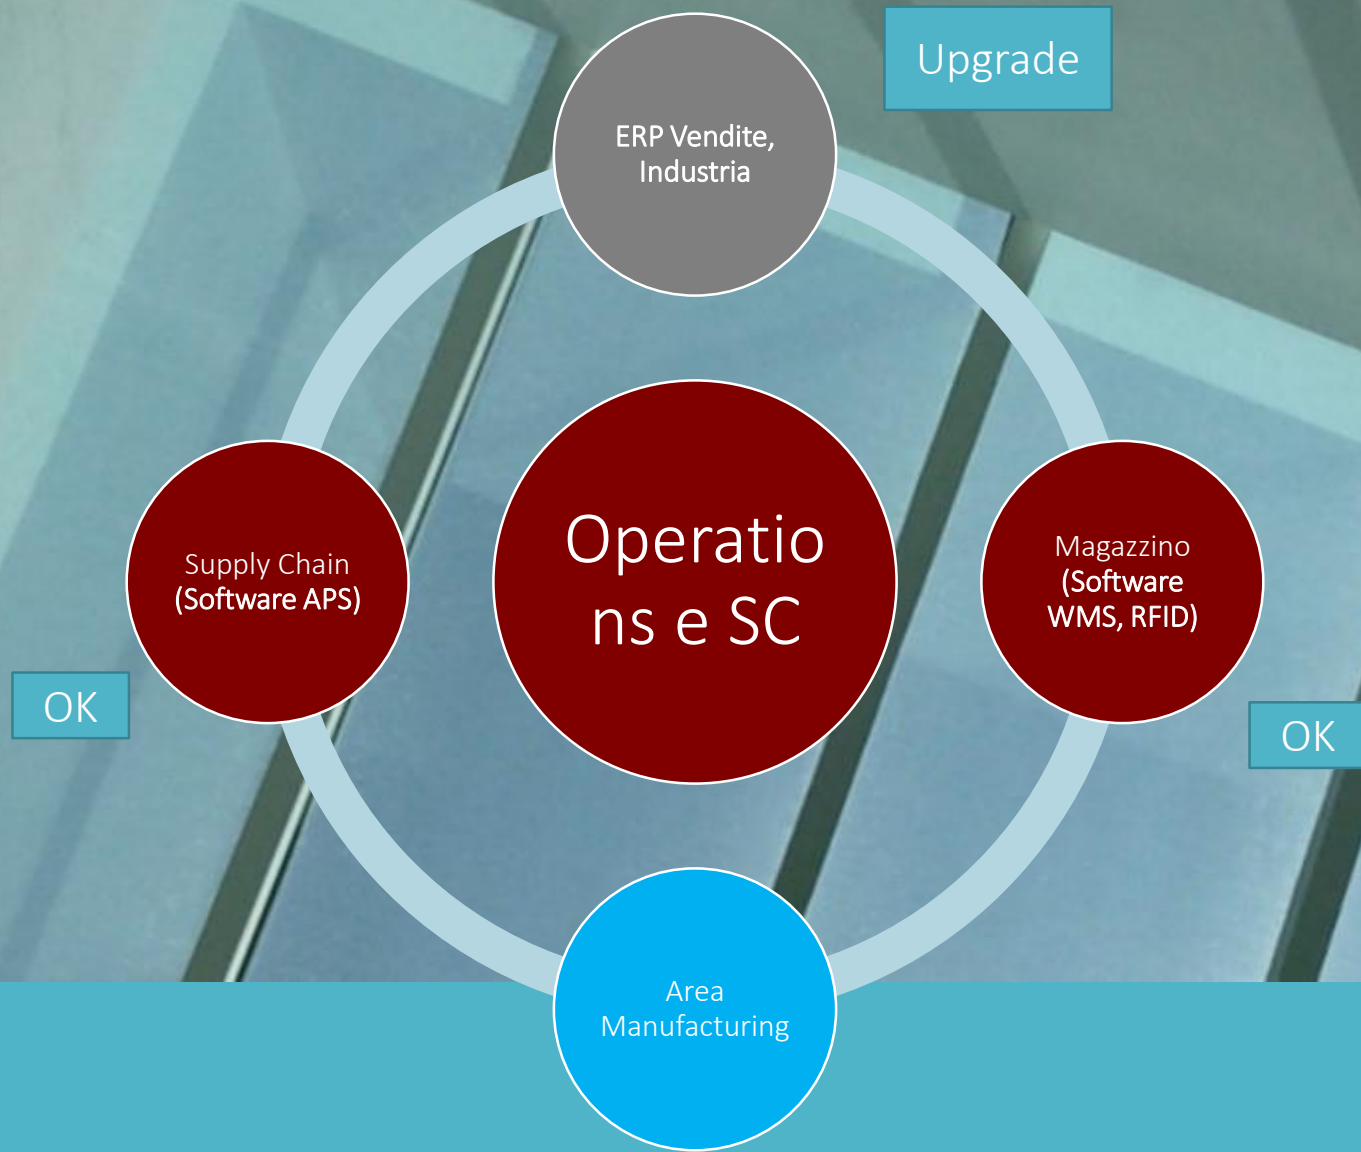 Upgrade
ERP Vendite,
Industria
Operatio
ns e SC
Supply Chain
(Software APS)
Magazzino
(Software
WMS, RFID)
OK
OK
Area
Manufacturing